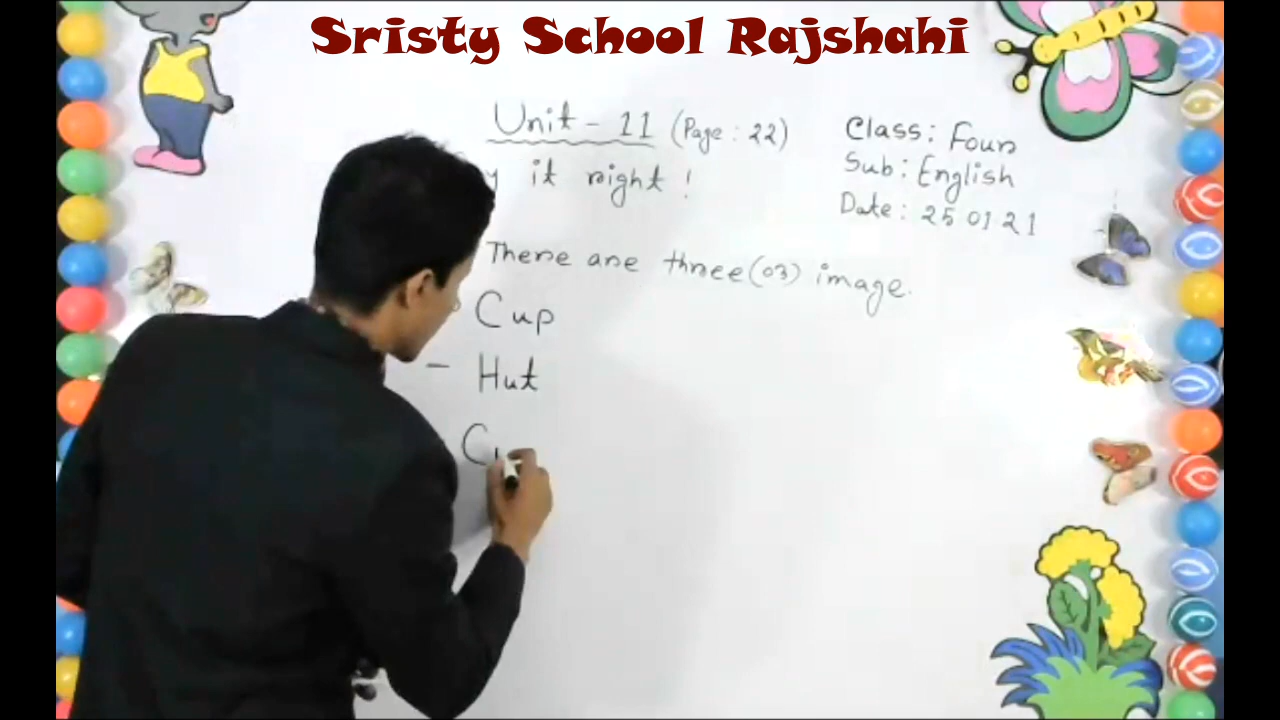 Sristy School Rajshahi
Unit - 11 (Page : 22)
y it right !
Class : Four
Sub : English
Date : 25 01 21
There are three (03) image.
Cup
- Hut
Cu